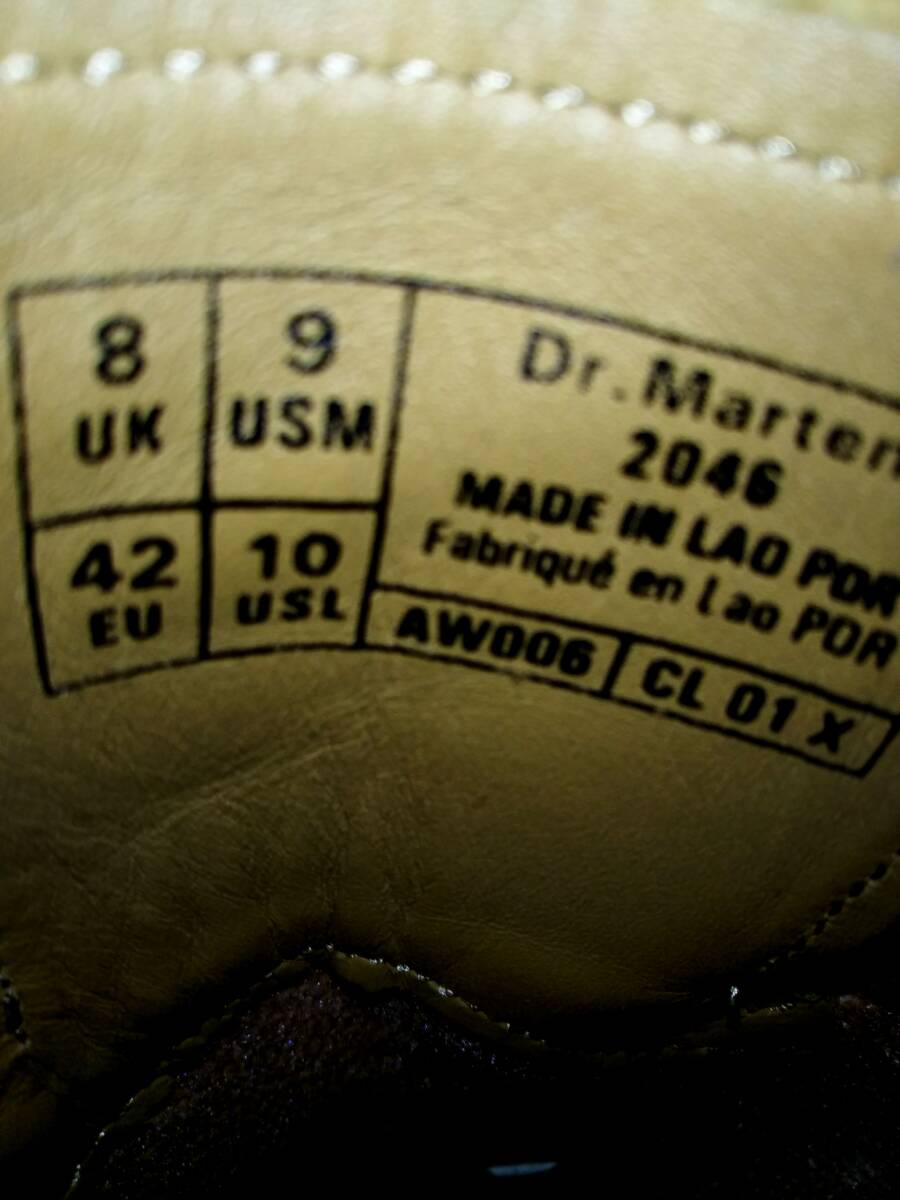 8
UK
9
USM
42
EU
10
USL
Dr. Marten
2046
MADE IN LAO PDR
Fabriqué en Lao PDR
AW006
CL 01 X